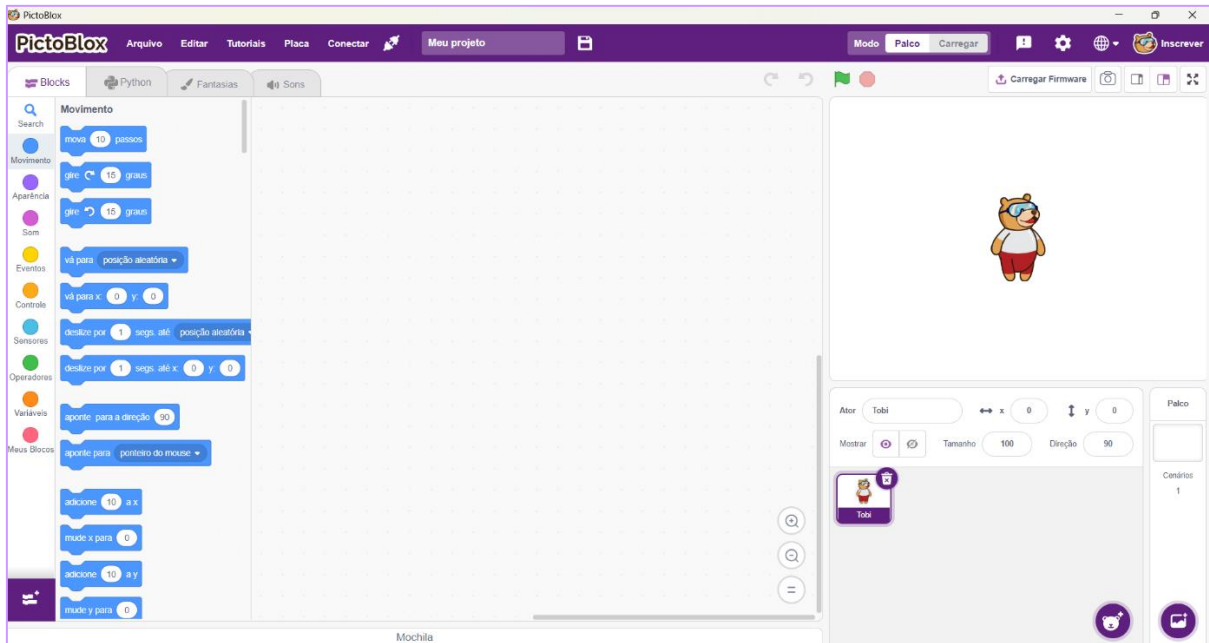 PictoBlox
PictoBlox Arquivo Editar Tutoriais Placa Conectar Meu projeto Modo Palco Carregar Inscrever
Blocks Python Fantasias Sons Carregar Firmware
Search
Movimento
Aparência
Som
Eventos
Controle
Sensores
Operadores
Variáveis
Meus Blocos
Movimento
mova 10 passos
gire 15 graus
gire 15 graus
vá para posição aleatória
vá para x: 0 y: 0
deslize por 1 segs. até posição aleatória
deslize por 1 segs. até x: 0 y: 0
aponte para a direção 90
aponte para ponteiro do mouse
adicione 10 a x
mude x para 0
adicione 10 a y
mude y para 0
Mochila
Ator Tobi x 0 y 0
Mostrar Tamanho 100 Direção 90
Tobi
Palco
Cenários
1